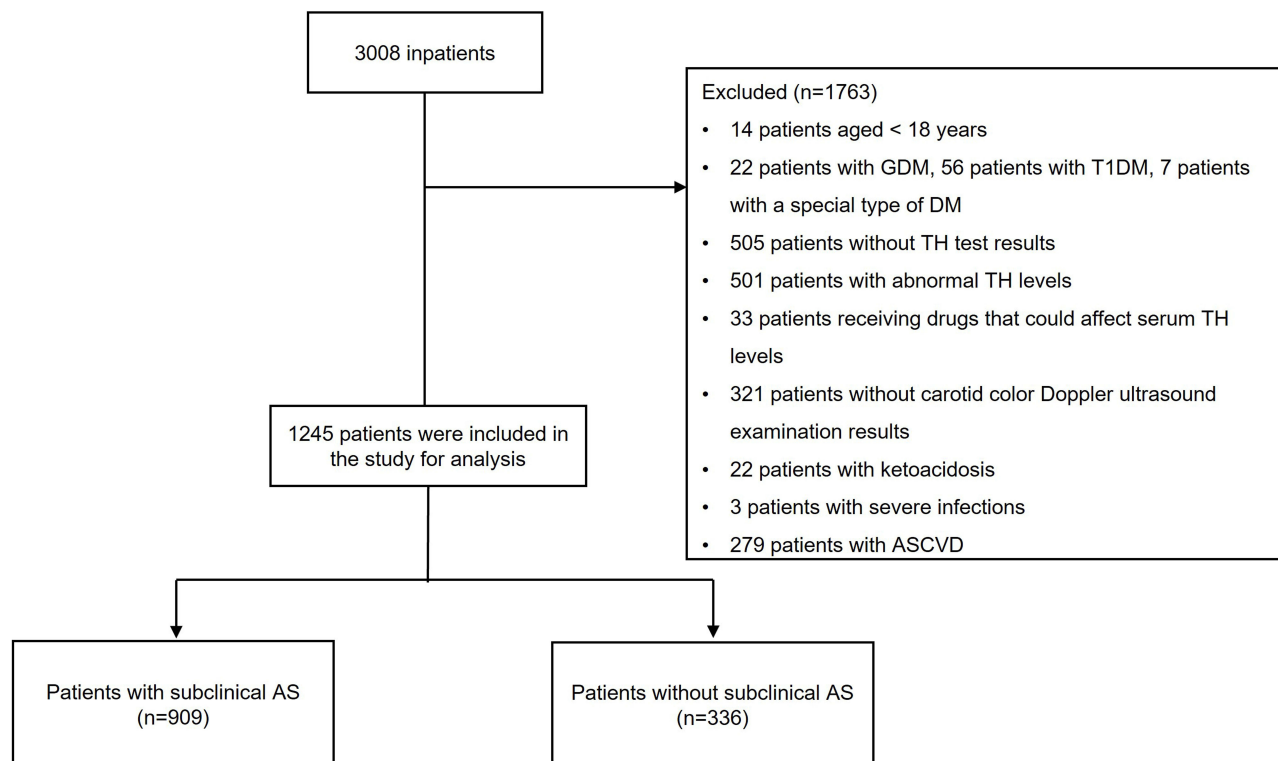 3008 inpatients
Excluded (n=1763)
• 14 patients aged < 18 years
• 22 patients with GDM, 56 patients with T1DM, 7 patients
with a special type of DM
• 505 patients without TH test results
• 501 patients with abnormal TH levels
• 33 patients receiving drugs that could affect serum TH
levels
• 321 patients without carotid color Doppler ultrasound
examination results
• 22 patients with ketoacidosis
• 3 patients with severe infections
• 279 patients with ASCVD
1245 patients were included in
the study for analysis
Patients with subclinical AS
(n=909)
Patients without subclinical AS
(n=336)